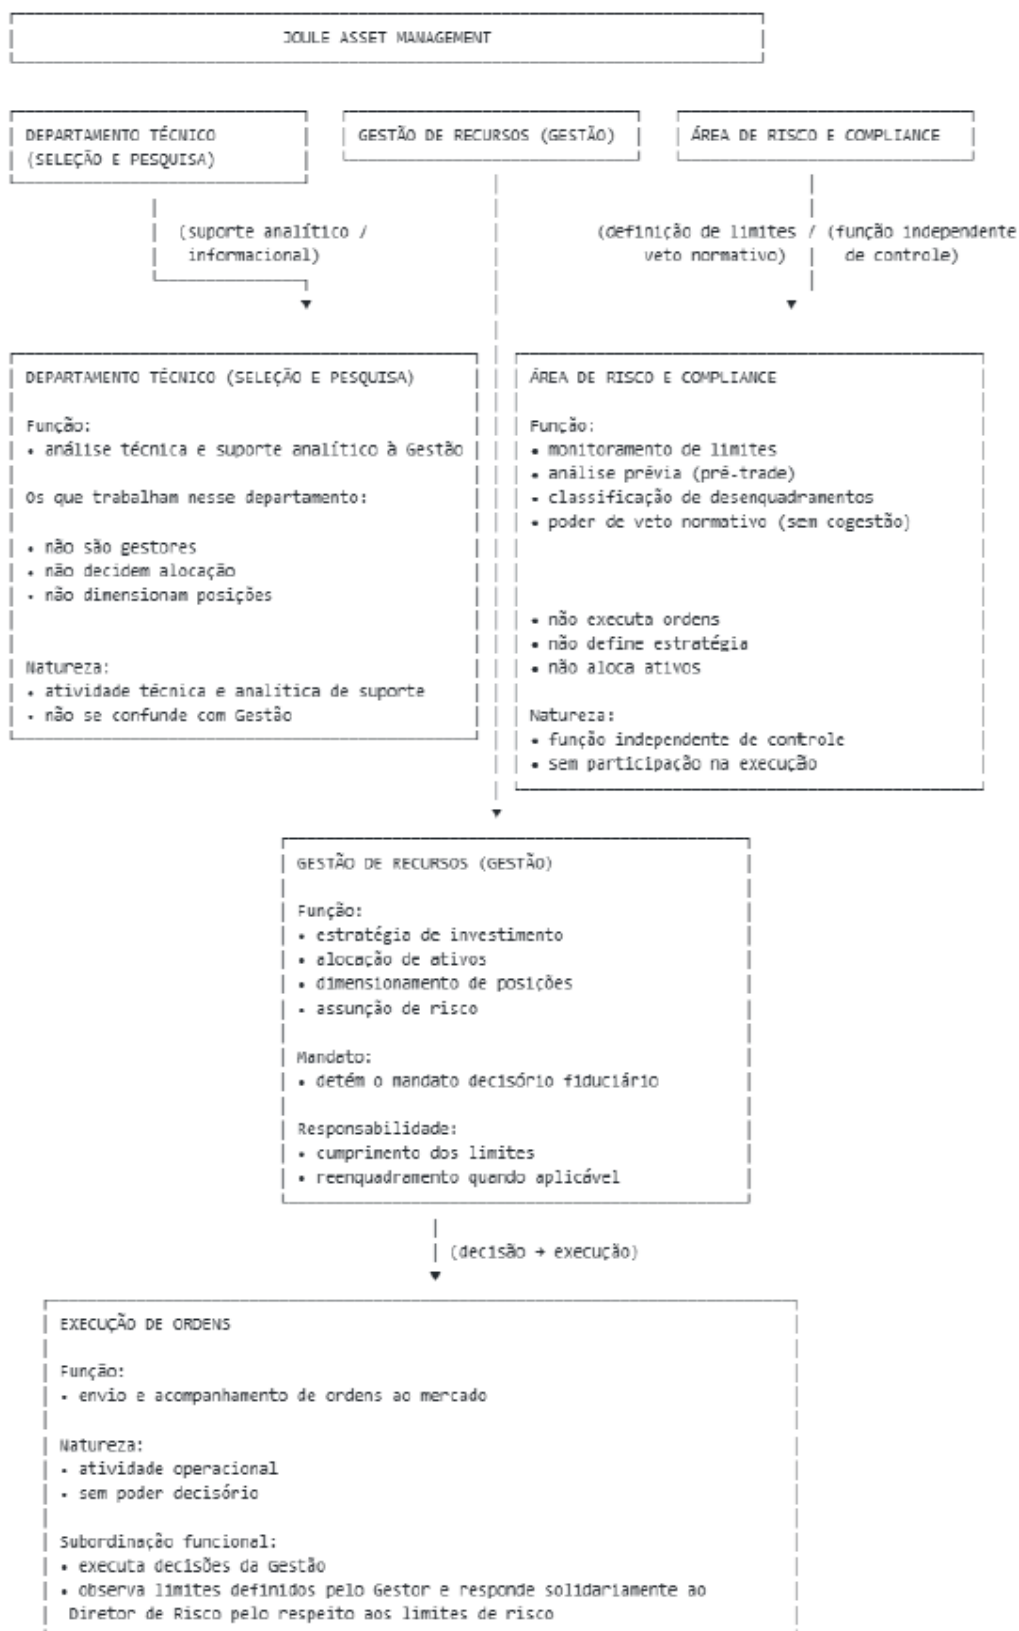 JOULE ASSET MANAGEMENT
DEPARTAMENTO TÉCNICO
(SELEÇÃO E PESQUISA)
GESTÃO DE RECURSOS (GESTÃO)
ÁREA DE RISCO E COMPLIANCE
(suporte analítico /
informacional)
(definição de limites / (função independente
veto normativo) de controle)
DEPARTAMENTO TÉCNICO (SELEÇÃO E PESQUISA)
Função:
• análise técnica e suporte analítico à Gestão
Os que trabalham nesse departamento:
• não são gestores
• não decidem alocação
• não dimensionam posições
Natureza:
• atividade técnica e analítica de suporte
• não se confunde com Gestão
ÁREA DE RISCO E COMPLIANCE
Função:
• monitoramento de limites
• análise prévia (pré-trade)
• classificação de desenquadramentos
• poder de veto normativo (sem cogestão)
• não executa ordens
• não define estratégia
• não aloca ativos
Natureza:
• função independente de controle
• sem participação na execução
GESTÃO DE RECURSOS (GESTÃO)
Função:
• estratégia de investimento
• alocação de ativos
• dimensionamento de posições
• assunção de risco
Mandato:
• detém o mandato decisório fiduciário
Responsabilidade:
• cumprimento dos limites
• reenquadramento quando aplicável
(decisão → execução)
EXECUÇÃO DE ORDENS
Função:
• envio e acompanhamento de ordens ao mercado
Natureza:
• atividade operacional
• sem poder decisório
Subordinação funcional:
• executa decisões da Gestão
• observa limites definidos pelo Gestor e responde solidariamente ao
Diretor de Risco pelo respeito aos limites de risco